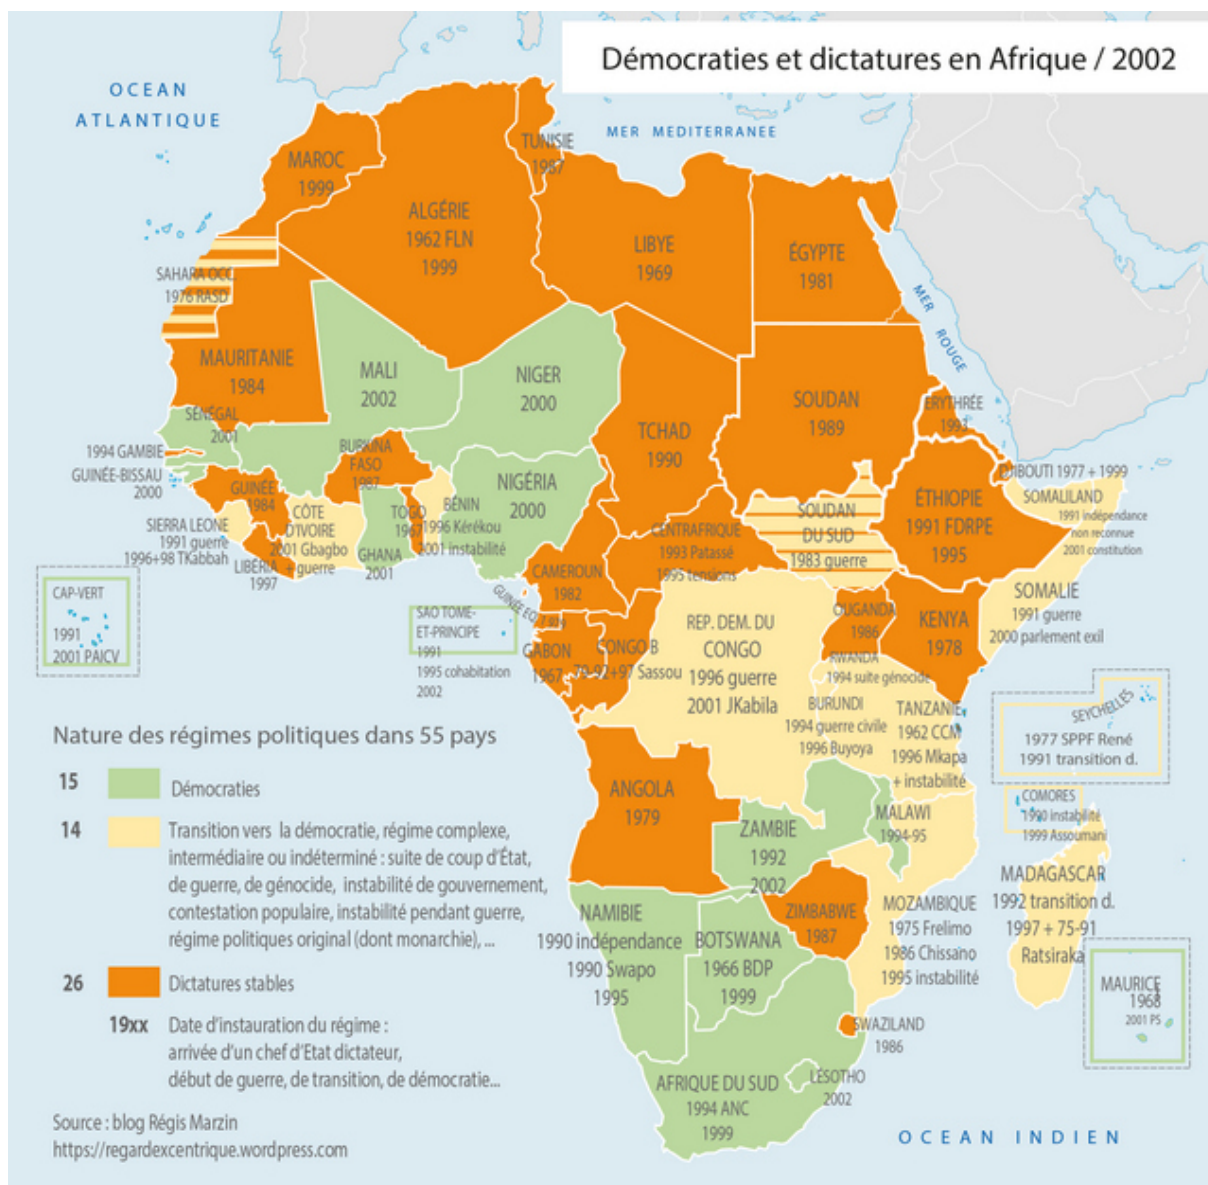 Démocraties et dictatures en Afrique / 2002
OCEAN
ATLANTIQUE
MER MEDITERRANEE
MAROC
1999
TUNISIE
1987
ALGÉRIE
1962 FLN
1999
LIBYE
1969
ÉGYPTE
1981
MER ROUGE
SAHARA OCC.
1976 RASD
MAURITANIE
1984
MALI
2002
NIGER
2000
TCHAD
1990
SOUDAN
1989
ERYTHRÉE
1993
SÉNÉGAL
2001
1994 GAMBIE
GUINÉE-BISSAU
2000
GUINÉE
1984
SIERRA LEONE
1991 guerre
1996+98 TKabbah
LIBÉRIA
1997
CÔTE
D'IVOIRE
2001 Gbagbo
+ guerre
BURKINA
FASO
1987
GHANA
2001
TOGO
1967
BÉNIN
1996 Kérékou
2001 instabilité
NIGÉRIA
2000
CAMEROUN
1982
CENTRAFRIQUE
1993 Patassé
1995 tensions
SOUDAN
DU SUD
1983 guerre
ÉTHIOPIE
1991 FDRPE
1995
DJIBOUTI 1977 + 1999
SOMALILAND
1991 indépendance
non reconnue
2001 constitution
SOMALIE
1991 guerre
2000 parlement exil
CAP-VERT
1991
2001 PAICV
SAO TOME-
ET-PRINCIPE
1991
1995 cohabitation
2002
GUINÉE EQ.
GABON
1967
CONGO B
79-92+97 Sassou
REP. DEM. DU
CONGO
1996 guerre
2001 JKabila
OUGANDA
1986
KENYA
1978
RWANDA
1994 suite génocide
BURUNDI
1994 guerre civile
1996 Buyoya
TANZANIE
1962 CCM
1996 Mkapa
+ instabilité
SEYCHELLES
1977 SPPF René
1991 transition d.
COMORES
1990 instabilité
1999 Assoumani
ANGOLA
1979
ZAMBIE
1992
2002
MALAWI
1994-95
MADAGASCAR
1992 transition d.
1997 + 75-91
Ratsiraka
MOZAMBIQUE
1975 Frelimo
1986 Chissano
1995 instabilité
ZIMBABWE
1987
NAMIBIE
1990 indépendance
1990 Swapo
1995
BOTSWANA
1966 BDP
1999
MAURICE
1968
2001 PS
SWAZILAND
1986
LÉSOTHO
2002
AFRIQUE DU SUD
1994 ANC
1999
OCEAN INDIEN
Nature des régimes politiques dans 55 pays
15 Démocraties
14 Transition vers la démocratie, régime complexe,
intermédiaire ou indéterminé : suite de coup d'État,
de guerre, de génocide, instabilité de gouvernement,
contestation populaire, instabilité pendant guerre,
régime politiques original (dont monarchie), ...
26 Dictatures stables
19xx Date d'instauration du régime :
arrivée d'un chef d'Etat dictateur,
début de guerre, de transition, de démocratie...
Source : blog Régis Marzin
https://regardexcentrique.wordpress.com